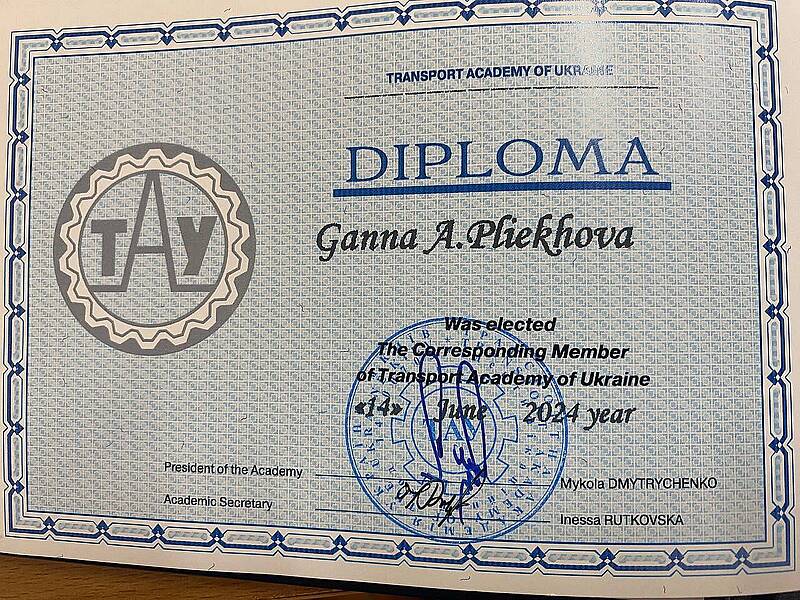 TRANSPORT ACADEMY OF UKRAINE
DIPLOMA
ТАУ
Ganna A.Pliekhova
Was elected
The Corresponding Member
of Transport Academy of Ukraine
«14» June 2024 year
President of the Academy
Mykola DMYTRYCHENKO
Academic Secretary
Inessa RUTKOVSKA